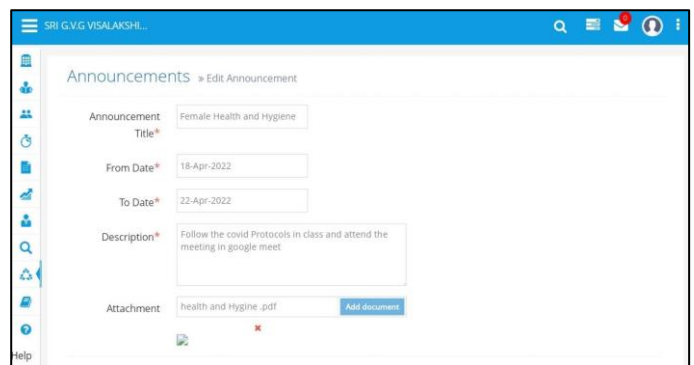 SRI G.V.G VISALAKSHI...
0
Announcements » Edit Announcement
Announcement Title* Female Health and Hygiene
From Date* 18-Apr-2022
To Date* 22-Apr-2022
Description* Follow the covid Protocols in class and attend the
meeting in google meet
Attachment health and Hygine .pdf Add document
Help